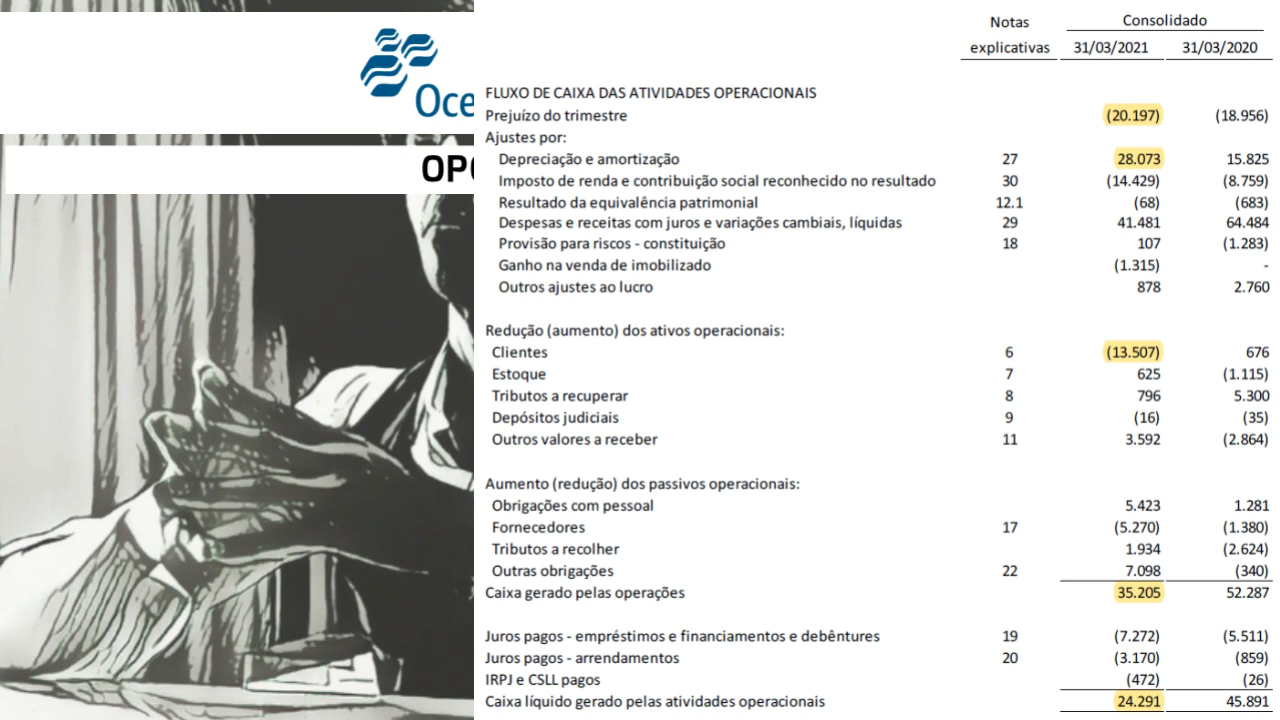 Oce
OPO
Notas Consolidado
explicativas 31/03/2021 31/03/2020
FLUXO DE CAIXA DAS ATIVIDADES OPERACIONAIS
Prejuízo do trimestre (20.197) (18.956)
Ajustes por:
Depreciação e amortização 27 28.073 15.825
Imposto de renda e contribuição social reconhecido no resultado 30 (14.429) (8.759)
Resultado da equivalência patrimonial 12.1 (68) (683)
Despesas e receitas com juros e variações cambiais, líquidas 29 41.481 64.484
Provisão para riscos - constituição 18 107 (1.283)
Ganho na venda de imobilizado (1.315) -
Outros ajustes ao lucro 878 2.760
Redução (aumento) dos ativos operacionais:
Clientes 6 (13.507) 676
Estoque 7 625 (1.115)
Tributos a recuperar 8 796 5.300
Depósitos judiciais 9 (16) (35)
Outros valores a receber 11 3.592 (2.864)
Aumento (redução) dos passivos operacionais:
Obrigações com pessoal 5.423 1.281
Fornecedores 17 (5.270) (1.380)
Tributos a recolher 1.934 (2.624)
Outras obrigações 22 7.098 (340)
Caixa gerado pelas operações 35.205 52.287
Juros pagos - empréstimos e financiamentos e debêntures 19 (7.272) (5.511)
Juros pagos - arrendamentos 20 (3.170) (859)
IRPJ e CSLL pagos (472) (26)
Caixa líquido gerado pelas atividades operacionais 24.291 45.891